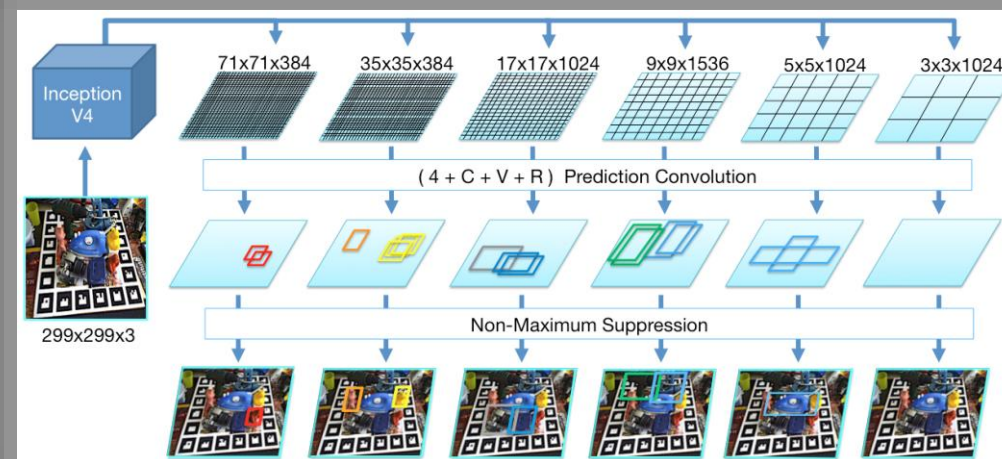 71x71x384
35x35x384
17x17x1024
9x9x1536
5x5x1024
3x3x1024
Inception
V4
( 4 + C + V + R ) Prediction Convolution
299x299x3
Non-Maximum Suppression